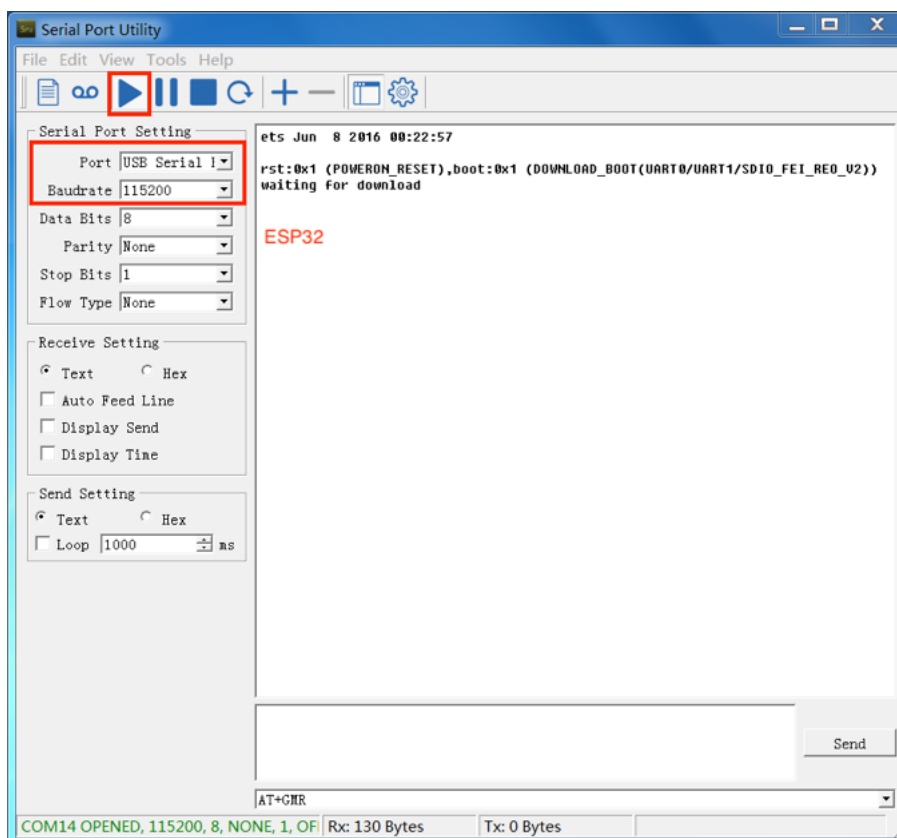 Serial Port Utility
File Edit View Tools Help
Serial Port Setting
Port USB Serial
Baudrate 115200
Data Bits 8
Parity None
Stop Bits 1
Flow Type None
Receive Setting
Text Hex
Auto Feed Line
Display Send
Display Time
Send Setting
Text Hex
Loop 1000 ms
ets Jun 8 2016 00:22:57
rst:0x1 (POWERON_RESET),boot:0x1 (DOWNLOAD_BOOT(UART0/UART1/SDIO_FEI_REO_V2))
waiting for download
ESP32
Send
AT+GMR
COM14 OPENED, 115200, 8, NONE, 1, OF Rx: 130 Bytes Tx: 0 Bytes